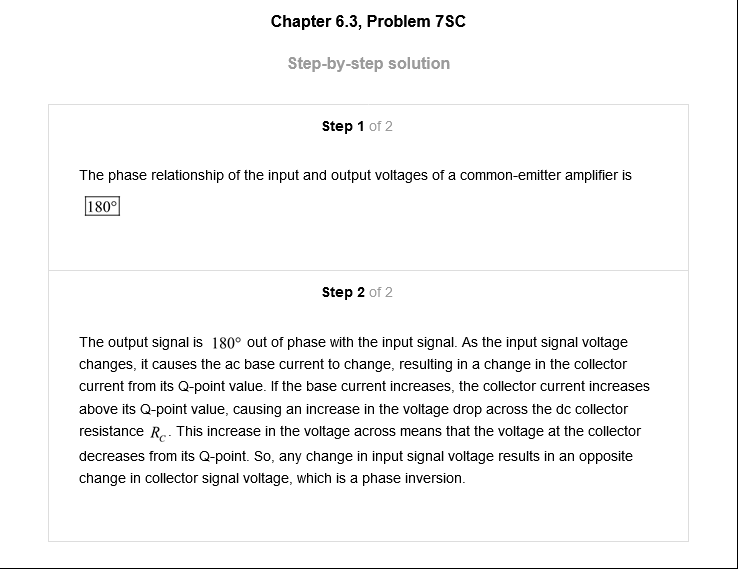 Chapter 6.3, Problem 7SC
Step-by-step solution
Step 1 of 2
The phase relationship of the input and output voltages of a common-emitter amplifier is
180°
Step 2 of 2
The output signal is 180° out of phase with the input signal. As the input signal voltage
changes, it causes the ac base current to change, resulting in a change in the collector
current from its Q-point value. If the base current increases, the collector current increases
above its Q-point value, causing an increase in the voltage drop across the dc collector
resistance R_C. This increase in the voltage across means that the voltage at the collector
decreases from its Q-point. So, any change in input signal voltage results in an opposite
change in collector signal voltage, which is a phase inversion.